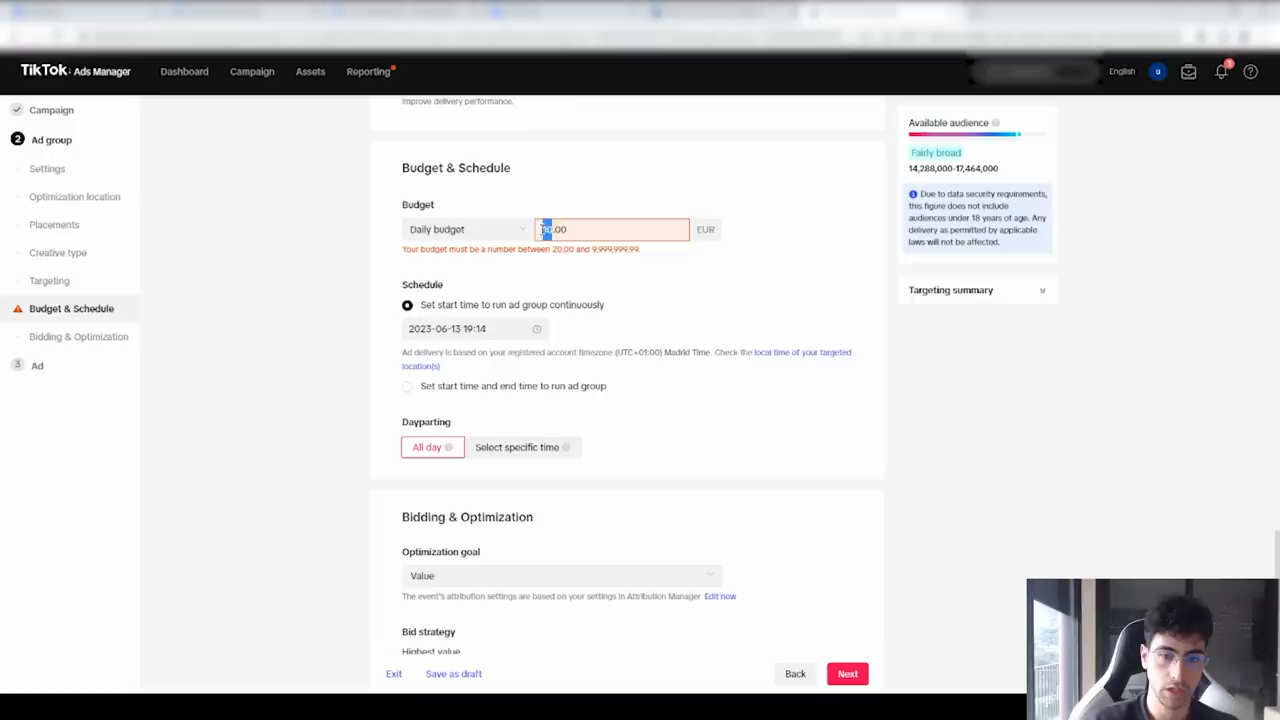 TikTok: Ads Manager
Dashboard
Campaign
Assets
Reporting
English
u
3
Campaign
2 Ad group
Settings
Optimization location
Placements
Creative type
Targeting
Budget & Schedule
Bidding & Optimization
3 Ad
Improve delivery performance.
Budget & Schedule
Budget
Daily budget
EUR
Your budget must be a number between 20.00 and 9,999,999.99.
Schedule
Set start time to run ad group continuously
2023-06-13 19:14
Ad delivery is based on your registered account timezone (UTC+01:00) Madrid Time. Check the local time of your targeted
location(s)
Set start time and end time to run ad group
Dayparting
All day
Select specific time
Bidding & Optimization
Optimization goal
Value
The event's attribution settings are based on your settings in Attribution Manager Edit now
Bid strategy
Highest value
Exit
Save as draft
Back
Next
Available audience
Fairly broad
14,288,000-17,464,000
Due to data security requirements,
this figure does not include
audiences under 18 years of age. Any
delivery as permitted by applicable
laws will not be affected.
Targeting summary